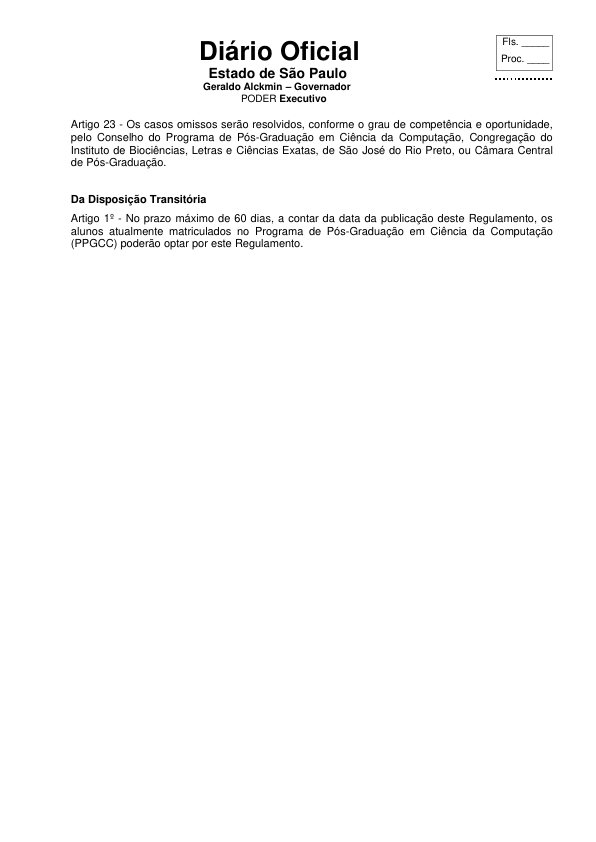 Diário Oficial
Estado de São Paulo
Geraldo Alckmin – Governador
PODER Executivo
Fls. _____
Proc. ____
Artigo 23 - Os casos omissos serão resolvidos, conforme o grau de competência e oportunidade,
pelo Conselho do Programa de Pós-Graduação em Ciência da Computação, Congregação do
Instituto de Biociências, Letras e Ciências Exatas, de São José do Rio Preto, ou Câmara Central
de Pós-Graduação.
Da Disposição Transitória
Artigo 1º - No prazo máximo de 60 dias, a contar da data da publicação deste Regulamento, os
alunos atualmente matriculados no Programa de Pós-Graduação em Ciência da Computação
(PPGCC) poderão optar por este Regulamento.